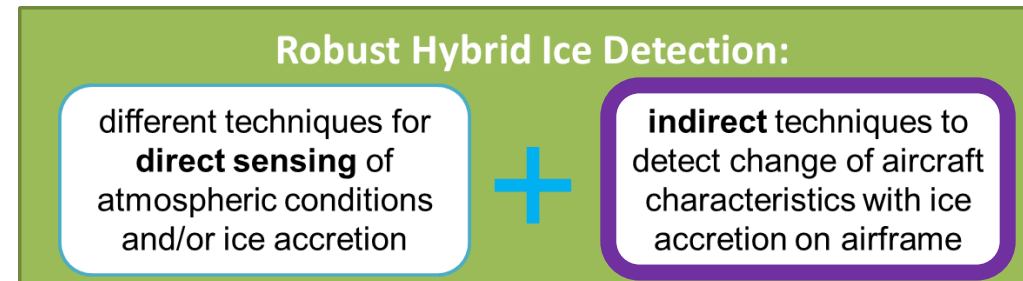 Robust Hybrid Ice Detection:
different techniques for
direct sensing of
atmospheric conditions
and/or ice accretion
+
indirect techniques to
detect change of aircraft
characteristics with ice
accretion on airframe